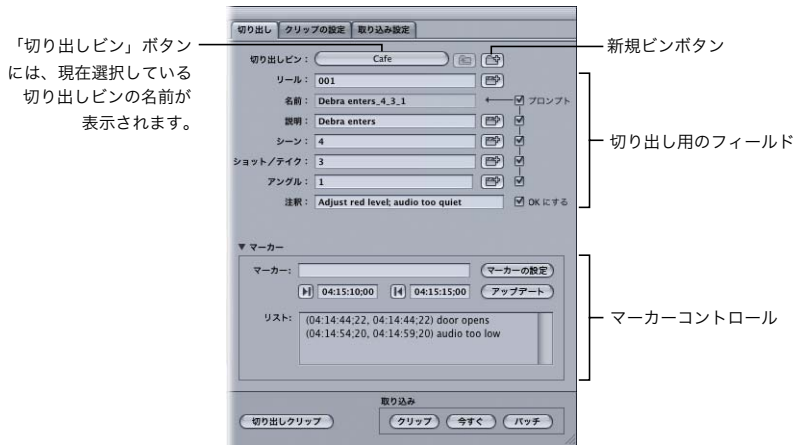 切り出し クリップの設定 取り込み設定
「切り出しビン」ボタン
には、現在選択している
切り出しビンの名前が
表示されます。
切り出しビン： Cafe
新規ビンボタン
リール： 001
名前： Debra enters_4_3_1 プロンプト
説明： Debra enters
シーン： 4
切り出し用のフィールド
ショット／テイク： 3
アングル： 1
注釈： Adjust red level; audio too quiet OK にする
▼ マーカー
マーカー： マーカーの設定
04:15:10;00 04:15:15;00 アップデート
マーカーコントロール
リスト： (04:14:44;22, 04:14:44;22) door opens
(04:14:54;20, 04:14:59;20) audio too low
取り込み
切り出しクリップ クリップ 今すぐ バッチ